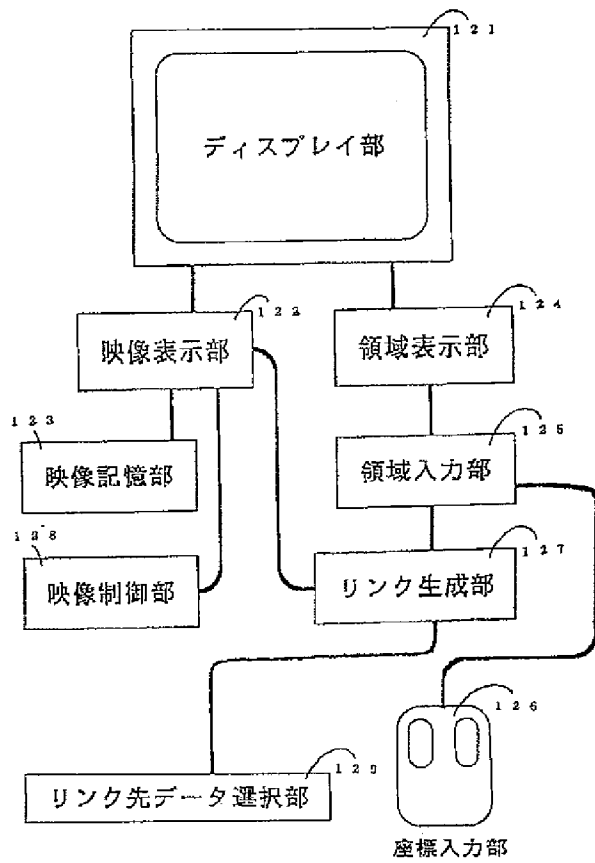 121
ディスプレイ部
122
映像表示部
124
領域表示部
123
映像記憶部
125
領域入力部
128
映像制御部
127
リンク生成部
126
129
リンク先データ選択部
座標入力部